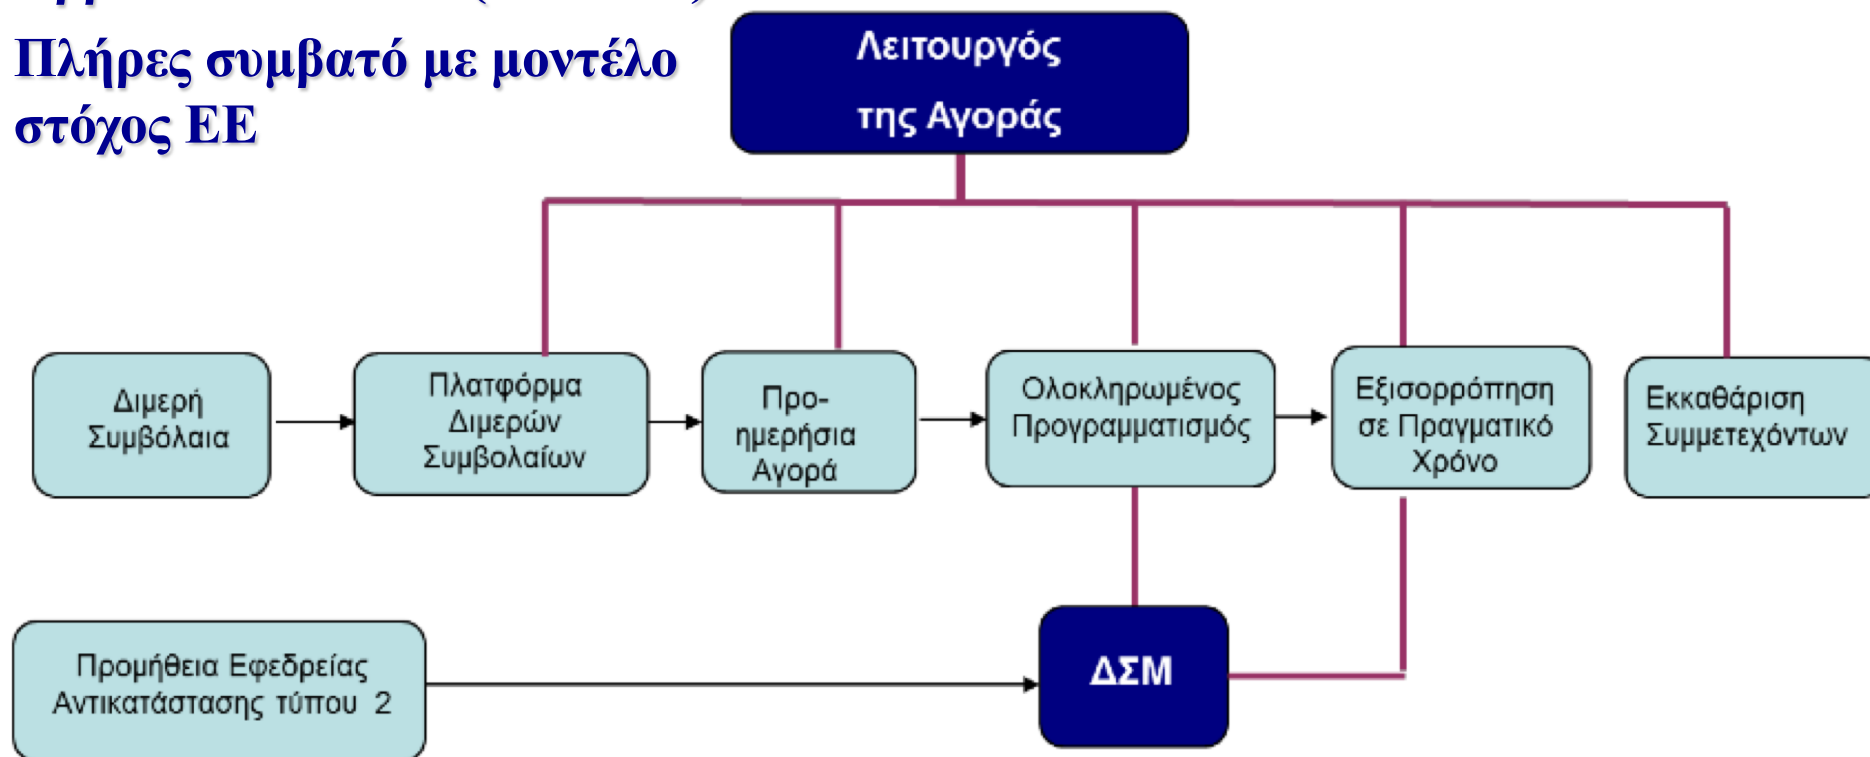 Πλήρες συμβατό με μοντέλο
στόχος ΕΕ
Λειτουργός
της Αγοράς
Διμερή
Συμβόλαια
Πλατφόρμα
Διμερών
Συμβολαίων
Προ-
ημερήσια
Αγορά
Ολοκληρωμένος
Προγραμματισμός
Εξισορρόπηση
σε Πραγματικό
Χρόνο
Εκκαθάριση
Συμμετεχόντων
Προμήθεια Εφεδρείας
Αντικατάστασης τύπου 2
ΔΣΜ